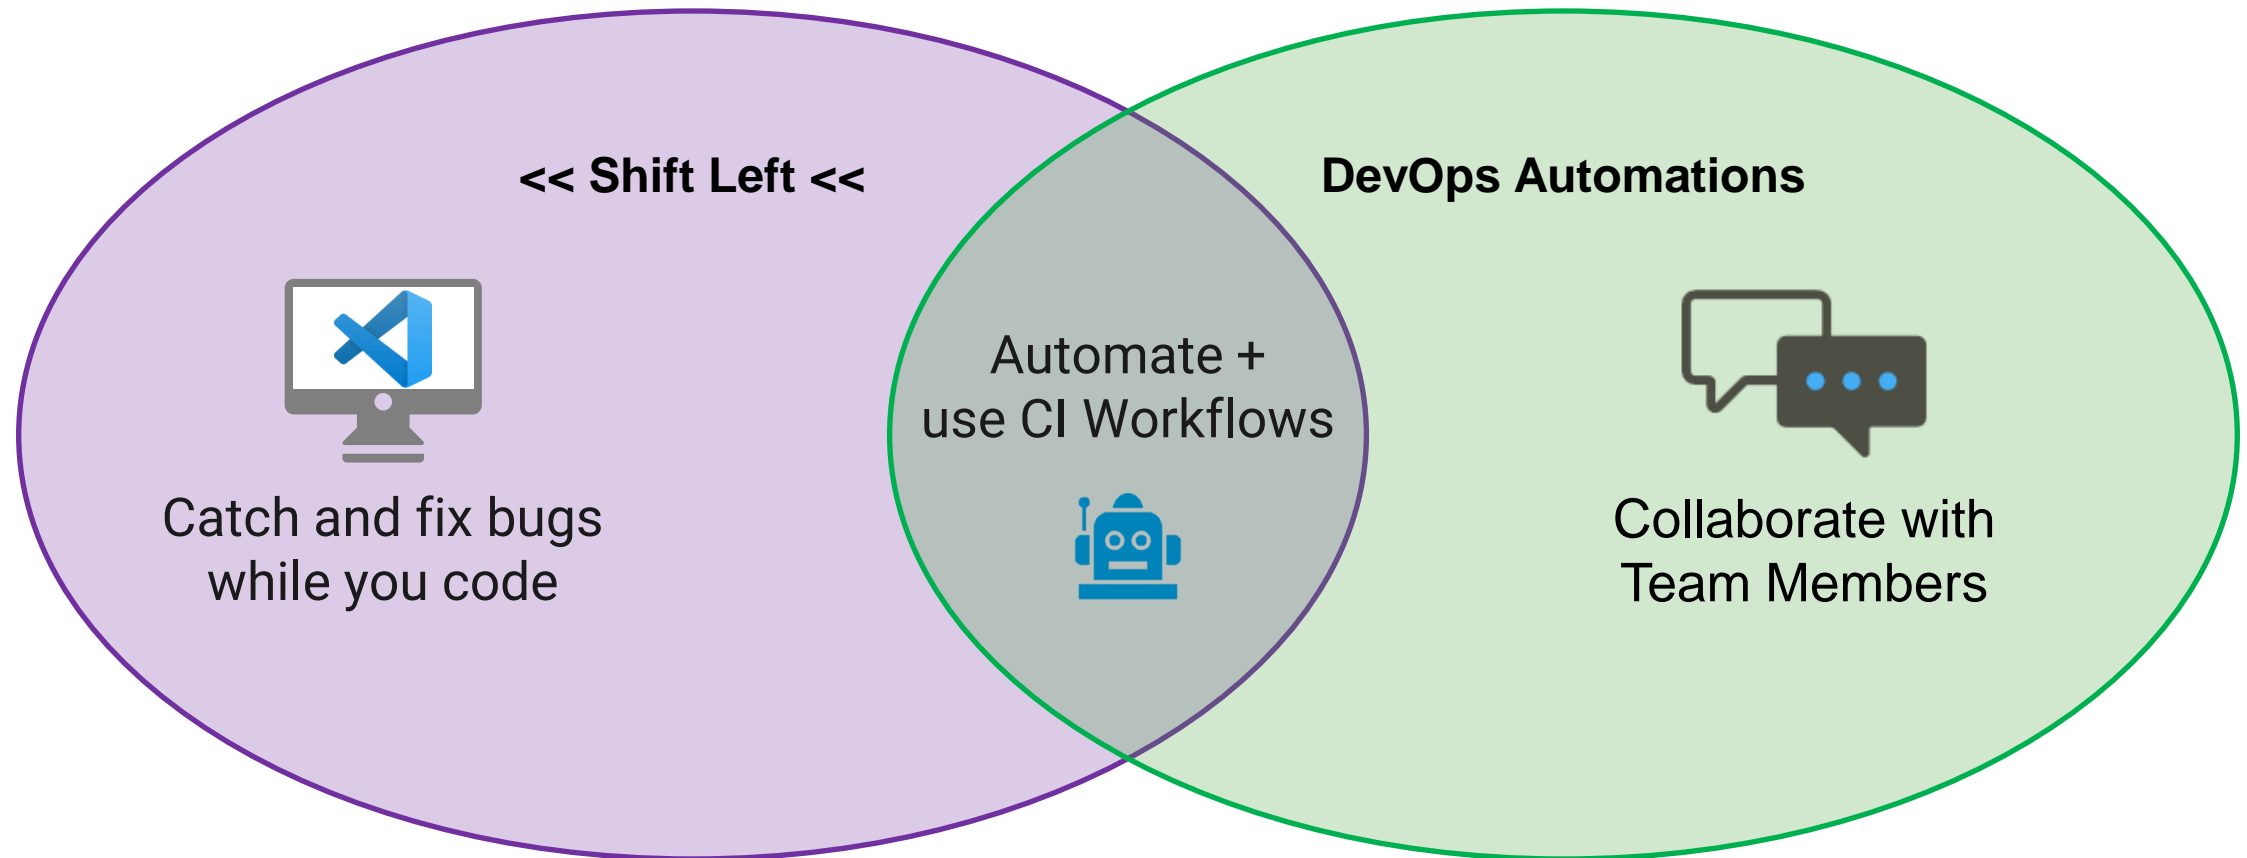 << Shift Left <<
DevOps Automations
Catch and fix bugs
while you code
Automate +
use CI Workflows
Collaborate with
Team Members